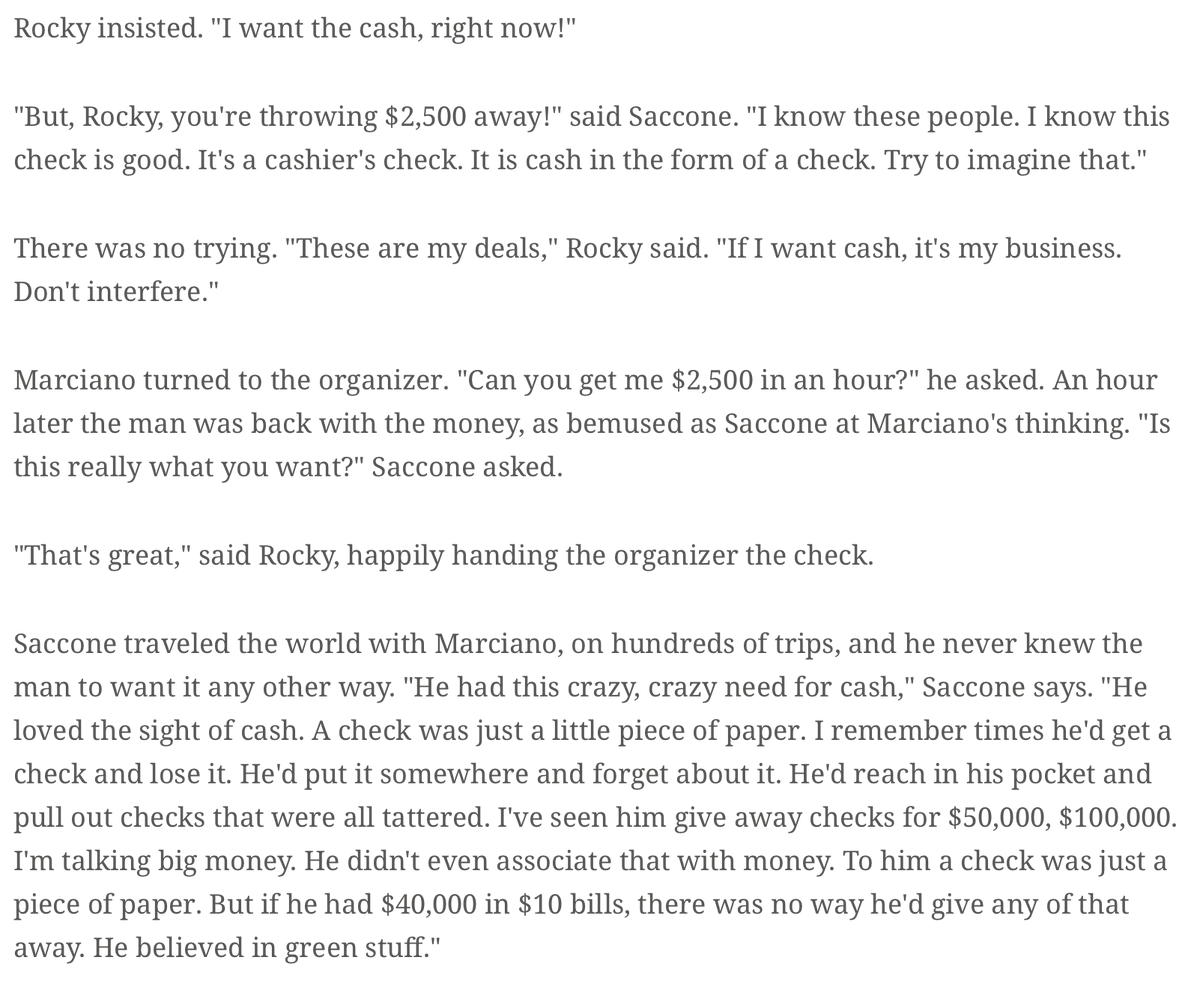 Rocky insisted. "I want the cash, right now!"
"But, Rocky, you're throwing $2,500 away!" said Saccone. "I know these people. I know this
check is good. It's a cashier's check. It is cash in the form of a check. Try to imagine that."
There was no trying. "These are my deals," Rocky said. "If I want cash, it's my business.
Don't interfere."
Marciano turned to the organizer. "Can you get me $2,500 in an hour?" he asked. An hour
later the man was back with the money, as bemused as Saccone at Marciano's thinking. "Is
this really what you want?" Saccone asked.
"That's great," said Rocky, happily handing the organizer the check.
Saccone traveled the world with Marciano, on hundreds of trips, and he never knew the
man to want it any other way. "He had this crazy, crazy need for cash," Saccone says. "He
loved the sight of cash. A check was just a little piece of paper. I remember times he'd get a
check and lose it. He'd put it somewhere and forget about it. He'd reach in his pocket and
pull out checks that were all tattered. I've seen him give away checks for $50,000, $100,000.
I'm talking big money. He didn't even associate that with money. To him a check was just a
piece of paper. But if he had $40,000 in $10 bills, there was no way he'd give any of that
away. He believed in green stuff."